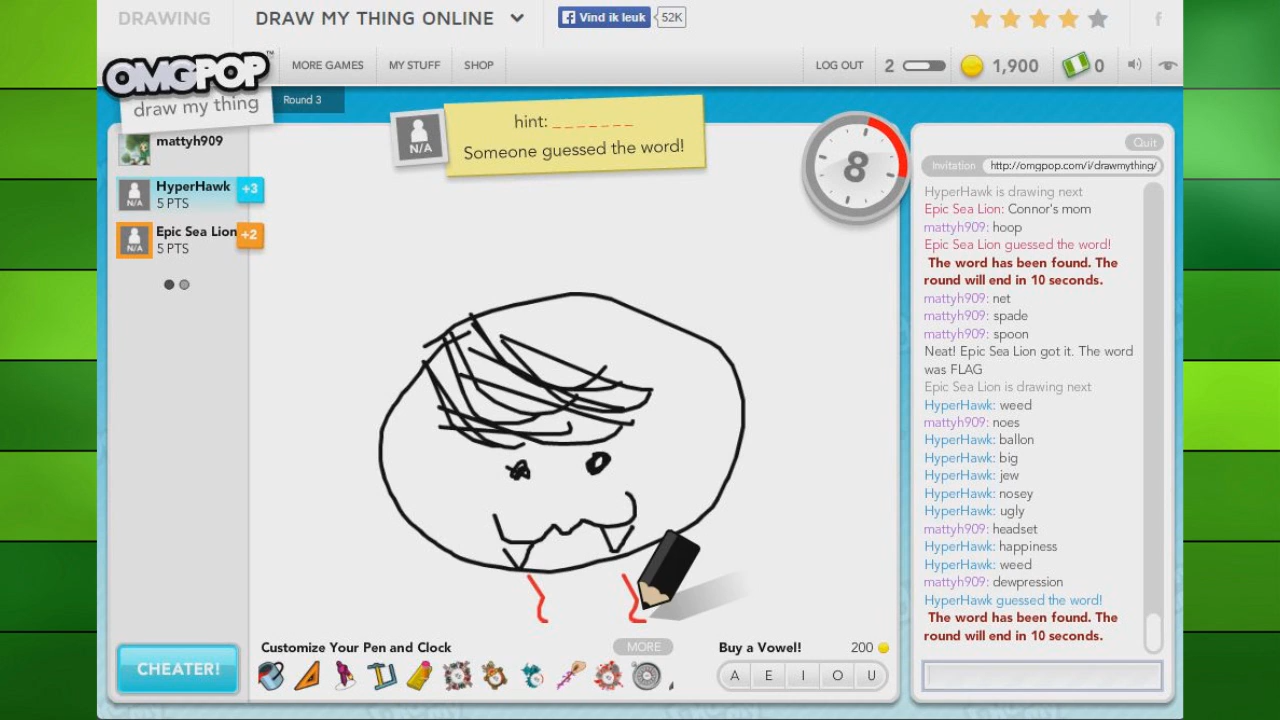 DRAWING
DRAW MY THING ONLINE
Vind ik leuk
52K
OMGPOP™
draw my thing
MORE GAMES
MY STUFF
SHOP
LOG OUT
2
1,900
0
Round 3
mattyh909
N/A
HyperHawk
+3
5 PTS
N/A
Epic Sea Lion
+2
5 PTS
N/A
hint: _ _ _ _ _ _ _
Someone guessed the word!
8
Quit
Invitation
http://omgpop.com/i/drawmything/
HyperHawk is drawing next
Epic Sea Lion: Connor's mom
mattyh909: hoop
Epic Sea Lion guessed the word!
The word has been found. The
round will end in 10 seconds.
mattyh909: net
mattyh909: spade
mattyh909: spoon
Neat! Epic Sea Lion got it. The word
was FLAG
Epic Sea Lion is drawing next
HyperHawk: weed
mattyh909: noes
HyperHawk: ballon
HyperHawk: big
HyperHawk: jew
HyperHawk: nosey
HyperHawk: ugly
mattyh909: headset
HyperHawk: happiness
HyperHawk: weed
mattyh909: dewpression
HyperHawk guessed the word!
The word has been found. The
round will end in 10 seconds.
CHEATER!
Customize Your Pen and Clock
MORE
Buy a Vowel!
200
A E I O U